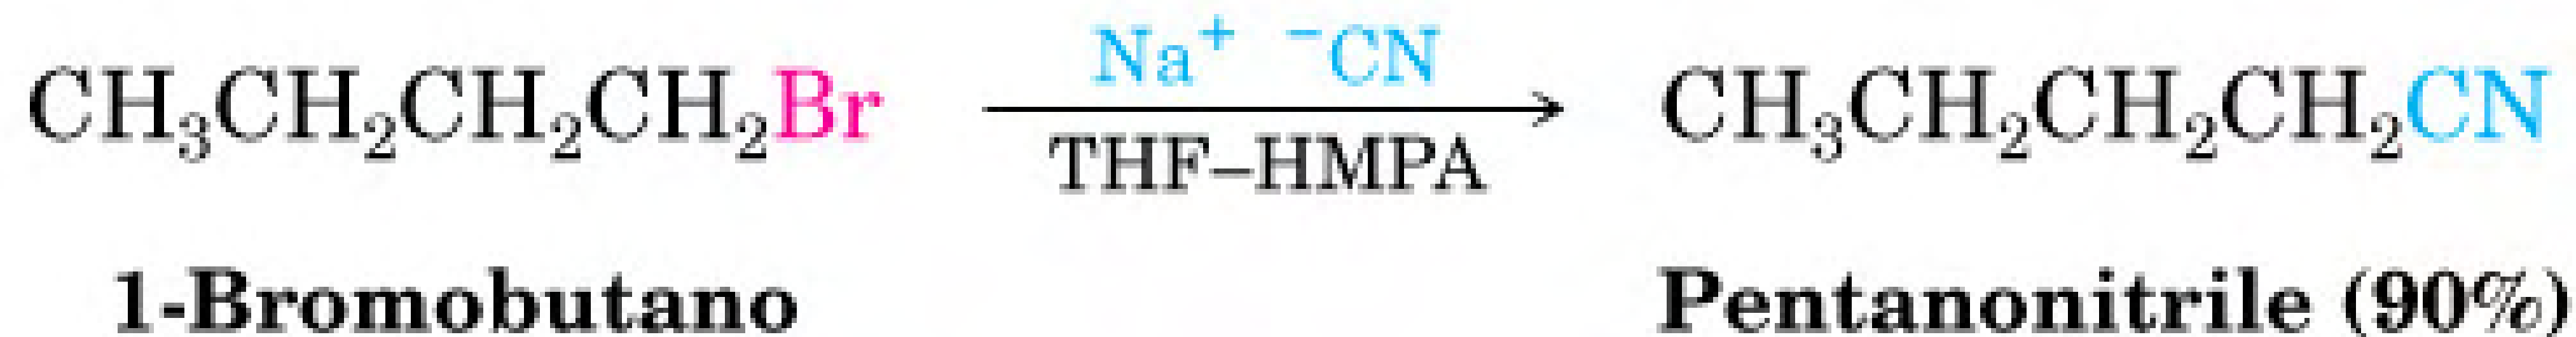 Na⁺ ⁻CN
CH₃CH₂CH₂CH₂Br CH₃CH₂CH₂CH₂CN
THF–HMPA
1-Bromobutano Pentanonitrile (90%)